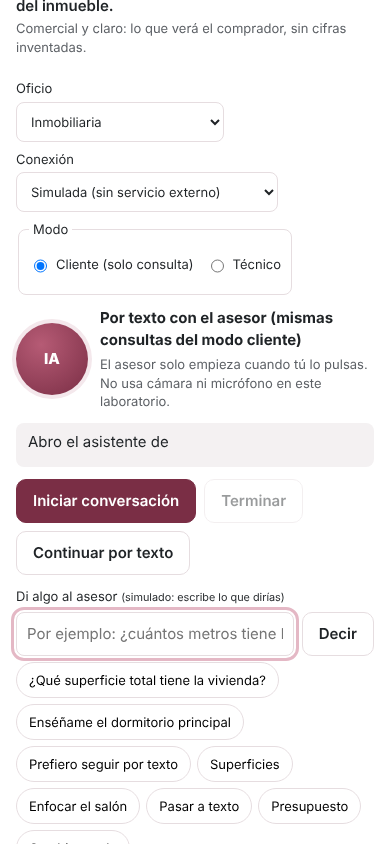 del inmueble.
Comercial y claro: lo que verá el comprador, sin cifras
inventadas.
Oficio
Inmobiliaria
Conexión
Simulada (sin servicio externo)
Modo
Cliente (solo consulta)
Técnico
IA
Por texto con el asesor (mismas
consultas del modo cliente)
El asesor solo empieza cuando tú lo pulsas.
No usa cámara ni micrófono en este
laboratorio.
Abro el asistente de
Iniciar conversación
Terminar
Continuar por texto
Di algo al asesor (simulado: escribe lo que dirías)
Por ejemplo: ¿cuántos metros tiene l
Decir
¿Qué superficie total tiene la vivienda?
Enséñame el dormitorio principal
Prefiero seguir por texto
Superficies
Enfocar el salón
Pasar a texto
Presupuesto